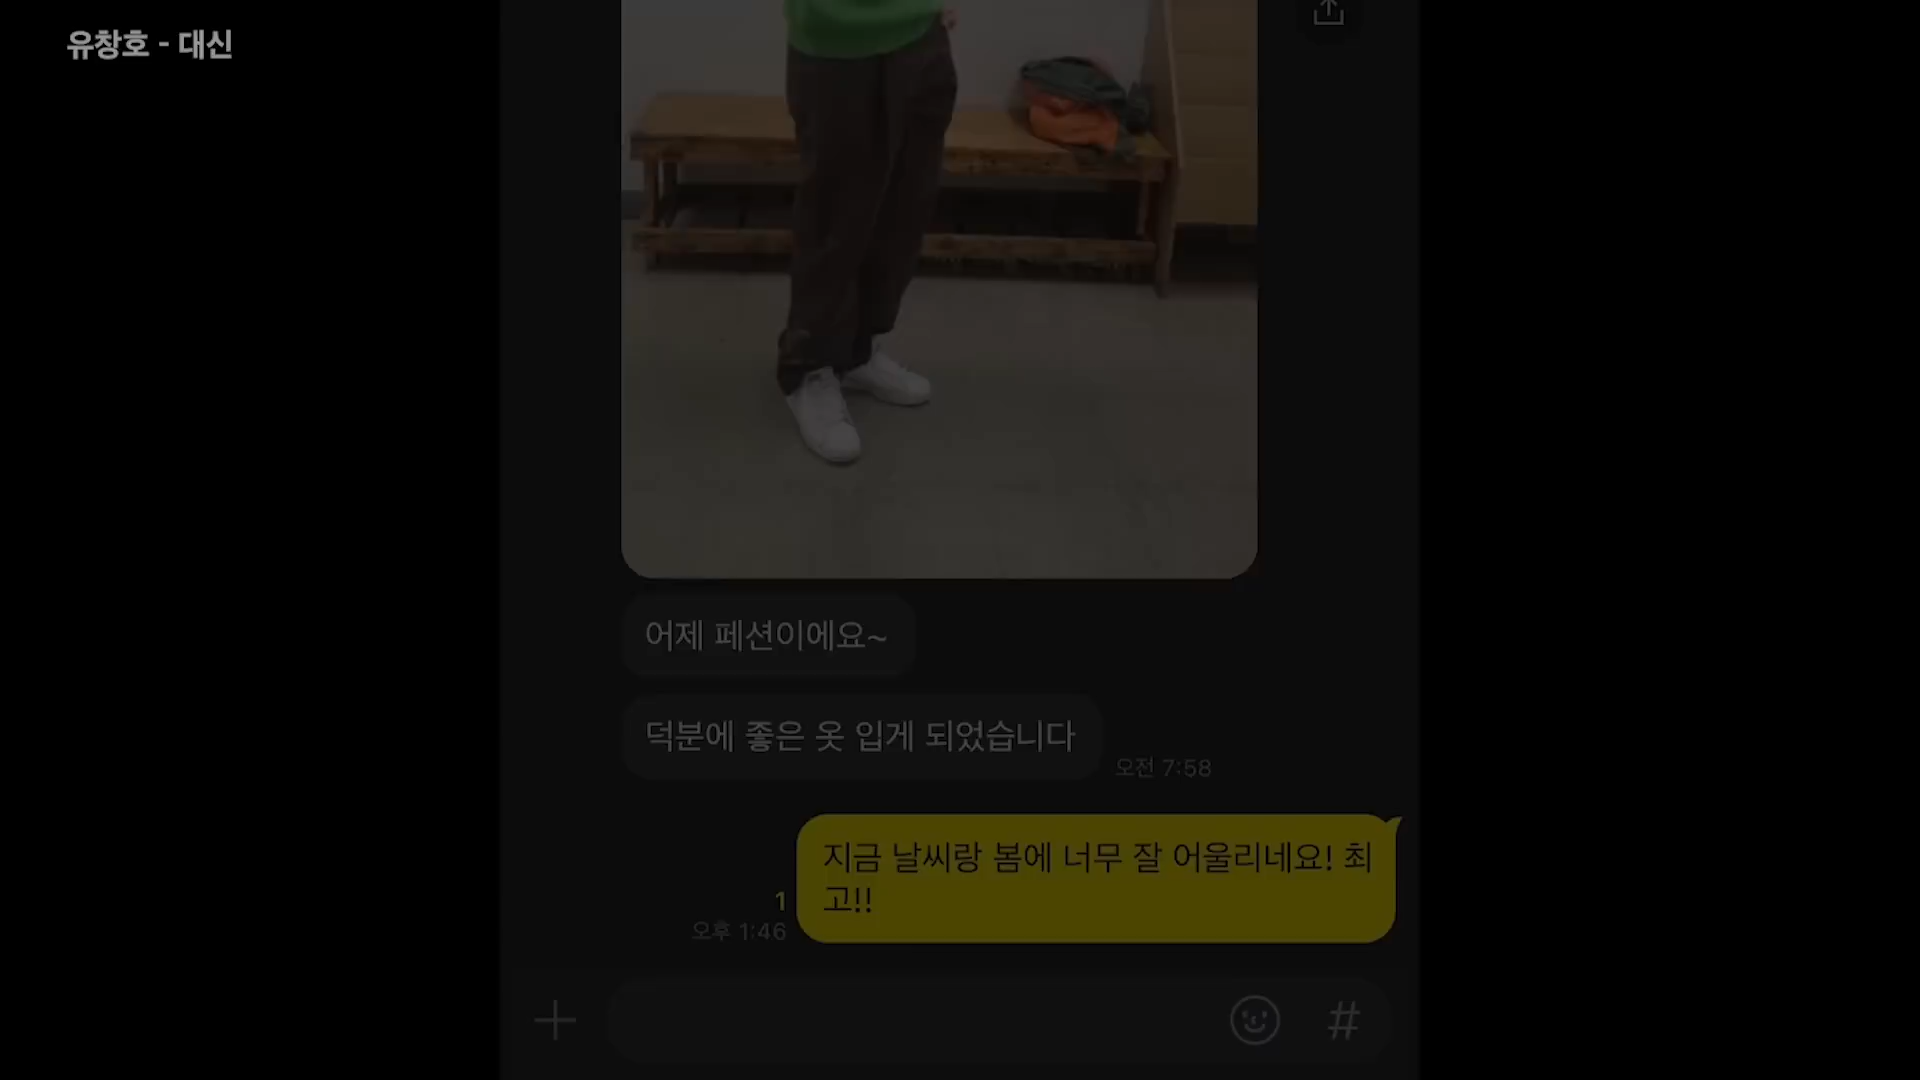 유창호 - 대신
어제 페션이에요~
덕분에 좋은 옷 입게 되었습니다
오전 7:58
지금 날씨랑 봄에 너무 잘 어울리네요! 최
고!!
1
오후 1:46
#